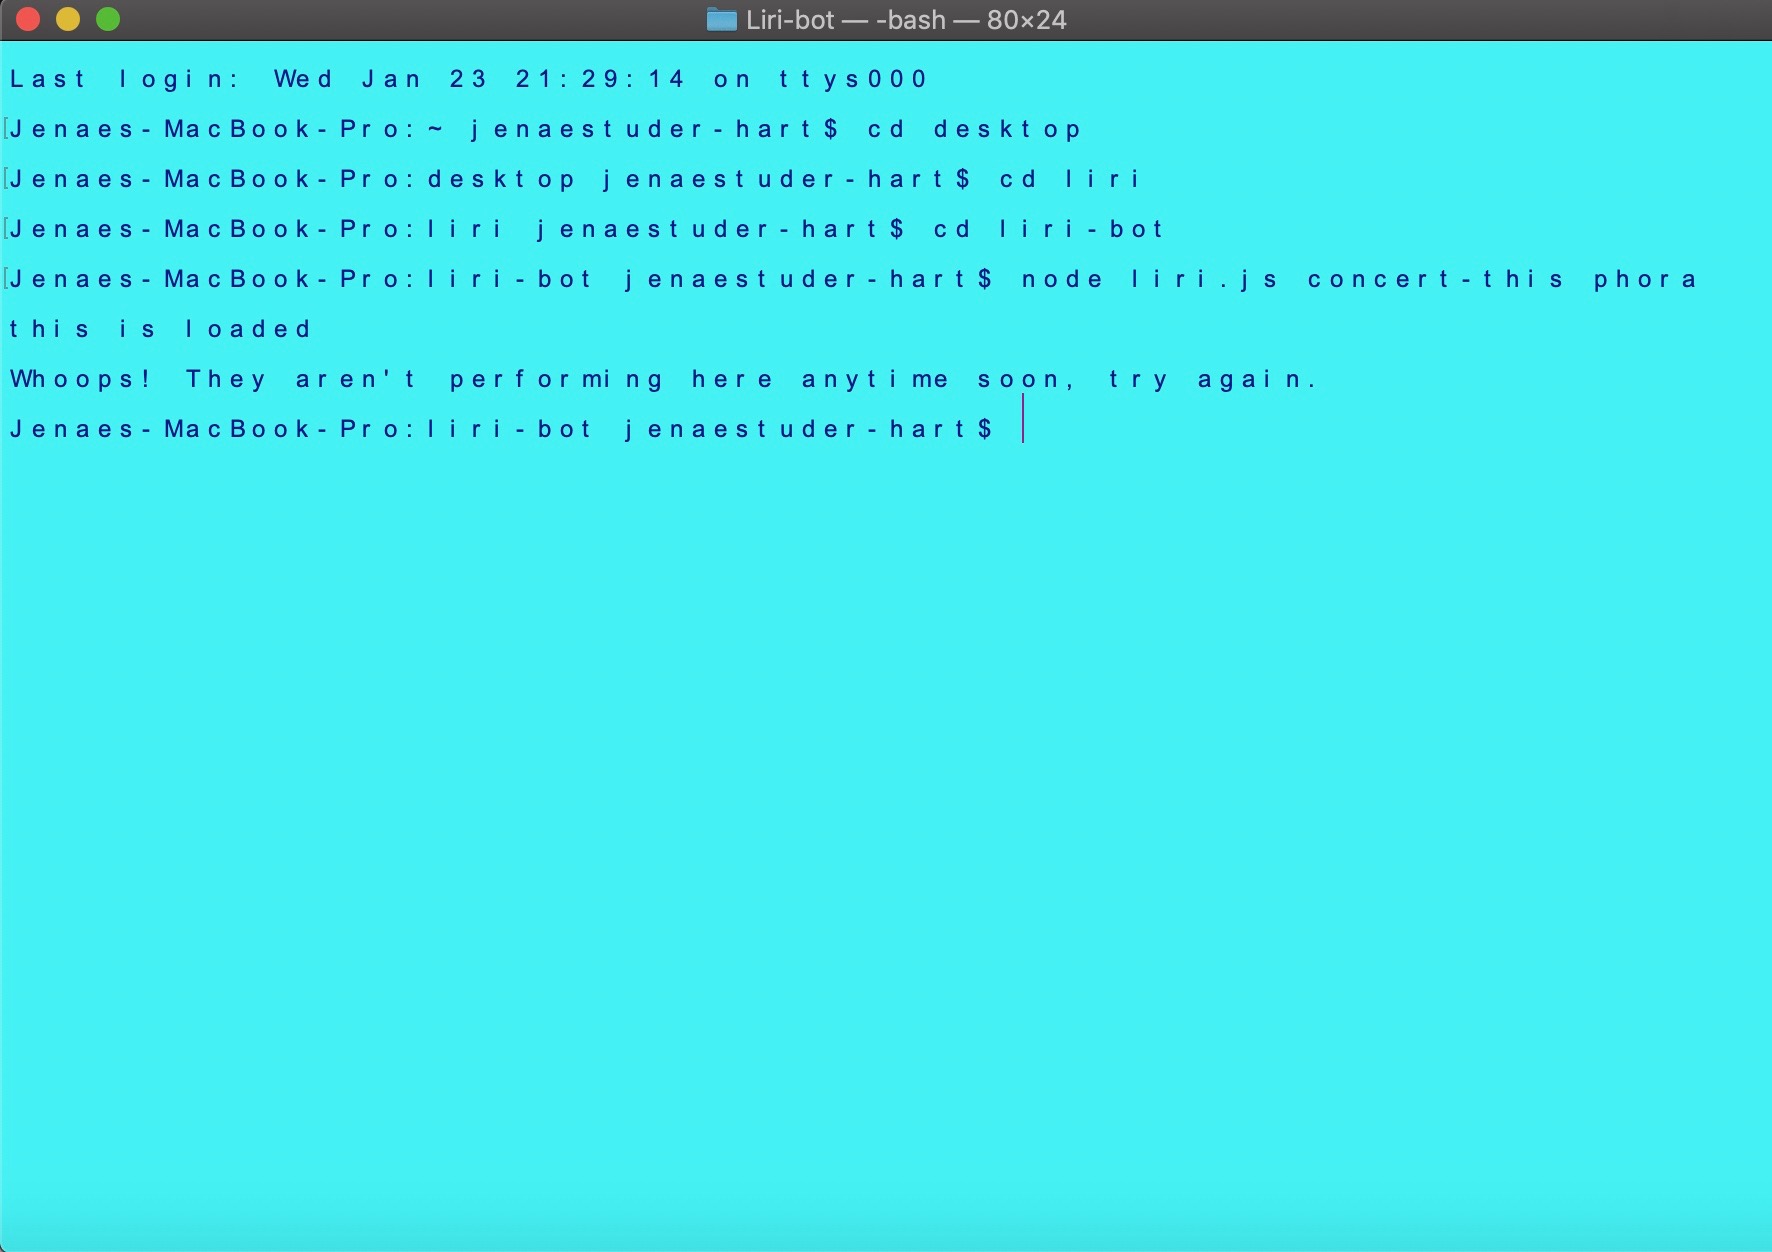 Liri-bot — -bash — 80×24
Last login: Wed Jan 23 21:29:14 on ttys000
[Jenaes-MacBook-Pro:~ jenaestuder-hart$ cd desktop
[Jenaes-MacBook-Pro:desktop jenaestuder-hart$ cd liri
[Jenaes-MacBook-Pro:liri jenaestuder-hart$ cd liri-bot
[Jenaes-MacBook-Pro:liri-bot jenaestuder-hart$ node liri.js concert-this phora
this is loaded
Whoops! They aren't performing here anytime soon, try again.
Jenaes-MacBook-Pro:liri-bot jenaestuder-hart$